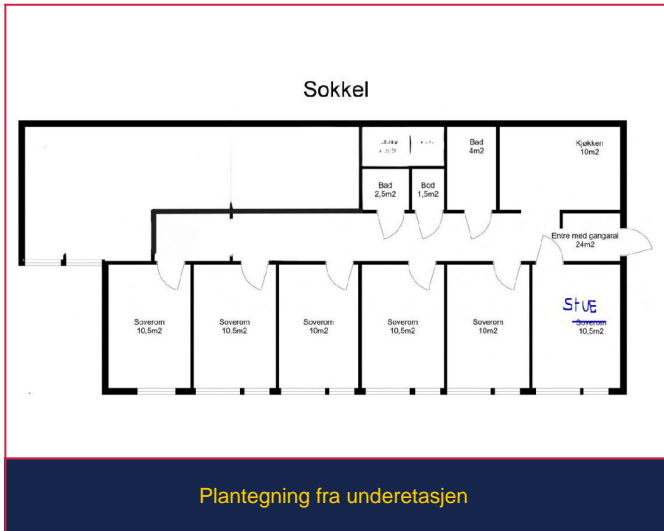 Sokkel
Bad
4m2
Kjøkken
10m2
Bad
2,5m2
Bod
1,5m2
Entre med gangaral
24m2
Soverom
10,5m2
Soverom
10,5m2
Soverom
10m2
Soverom
10,5m2
Soverom
10m2
StUE
Soverom
10,5m2
Plantegning fra underetasjen